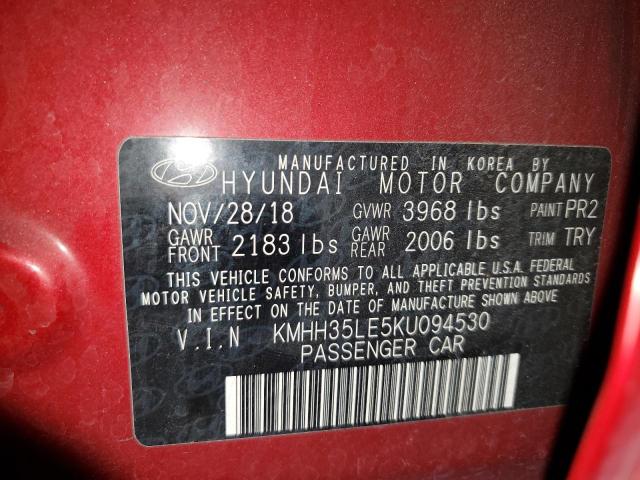 MANUFACTURED IN KOREA BY
HYUNDAI MOTOR COMPANY
NOV/28/18 GVWR 3968 lbs PAINT PR2
GAWR FRONT 2183 lbs GAWR REAR 2006 lbs TRIM TRY
THIS VEHICLE CONFORMS TO ALL APPLICABLE U.S.A. FEDERAL
MOTOR VEHICLE SAFETY, BUMPER, AND THEFT PREVENTION STANDARDS
IN EFFECT ON THE DATE OF MANUFACTURE SHOWN ABOVE
V.I.N KMHH35LE5KU094530
PASSENGER CAR